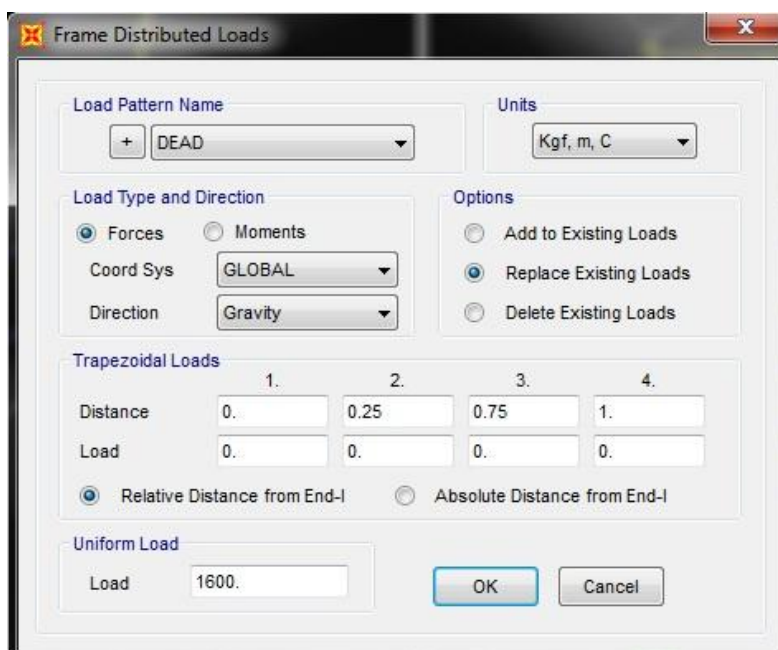 Frame Distributed Loads
Load Pattern Name
+ DEAD
Units
Kgf, m, C
Load Type and Direction
Forces Moments
Coord Sys GLOBAL
Direction Gravity
Options
Add to Existing Loads
Replace Existing Loads
Delete Existing Loads
Trapezoidal Loads
1. 2. 3. 4.
Distance 0. 0.25 0.75 1.
Load 0. 0. 0. 0.
Relative Distance from End-I Absolute Distance from End-I
Uniform Load
Load 1600.
OK Cancel